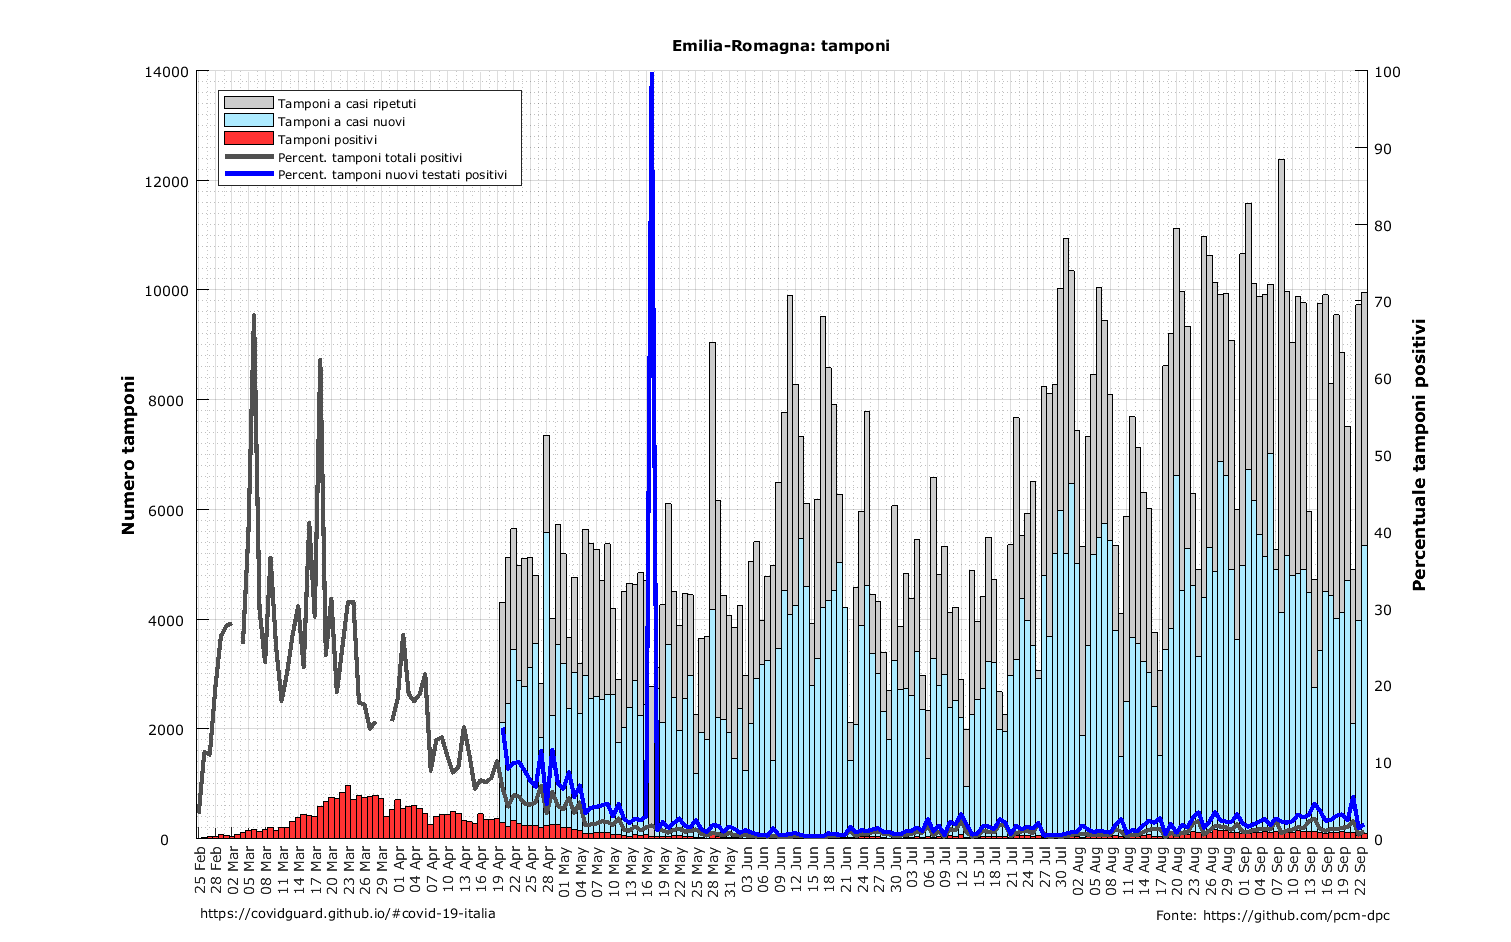 Emilia-Romagna: tamponi
14000
12000
10000
8000
6000
4000
2000
0
Numero tamponi
Tamponi a casi ripetuti
Tamponi a casi nuovi
Tamponi positivi
Percent. tamponi totali positivi
Percent. tamponi nuovi testati positivi
100
90
80
70
60
50
40
30
20
10
0
Percentuale tamponi positivi
25 Feb
28 Feb
02 Mar
05 Mar
08 Mar
11 Mar
14 Mar
17 Mar
20 Mar
23 Mar
26 Mar
29 Mar
01 Apr
04 Apr
07 Apr
10 Apr
13 Apr
16 Apr
19 Apr
22 Apr
25 Apr
28 Apr
01 May
04 May
07 May
10 May
13 May
16 May
19 May
22 May
25 May
28 May
31 May
03 Jun
06 Jun
09 Jun
12 Jun
15 Jun
18 Jun
21 Jun
24 Jun
27 Jun
30 Jun
03 Jul
06 Jul
09 Jul
12 Jul
15 Jul
18 Jul
21 Jul
24 Jul
27 Jul
30 Jul
02 Aug
05 Aug
08 Aug
11 Aug
14 Aug
17 Aug
20 Aug
23 Aug
26 Aug
29 Aug
01 Sep
04 Sep
07 Sep
10 Sep
13 Sep
16 Sep
19 Sep
22 Sep
https://covidguard.github.io/#covid-19-italia
Fonte: https://github.com/pcm-dpc